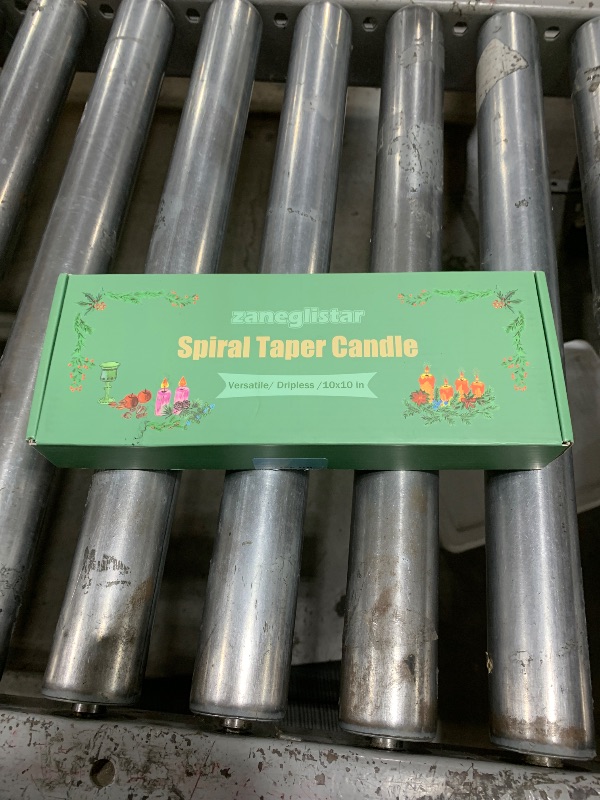 zaneglistar
Spiral Taper Candle
Versatile/ Dripless /10x10 in